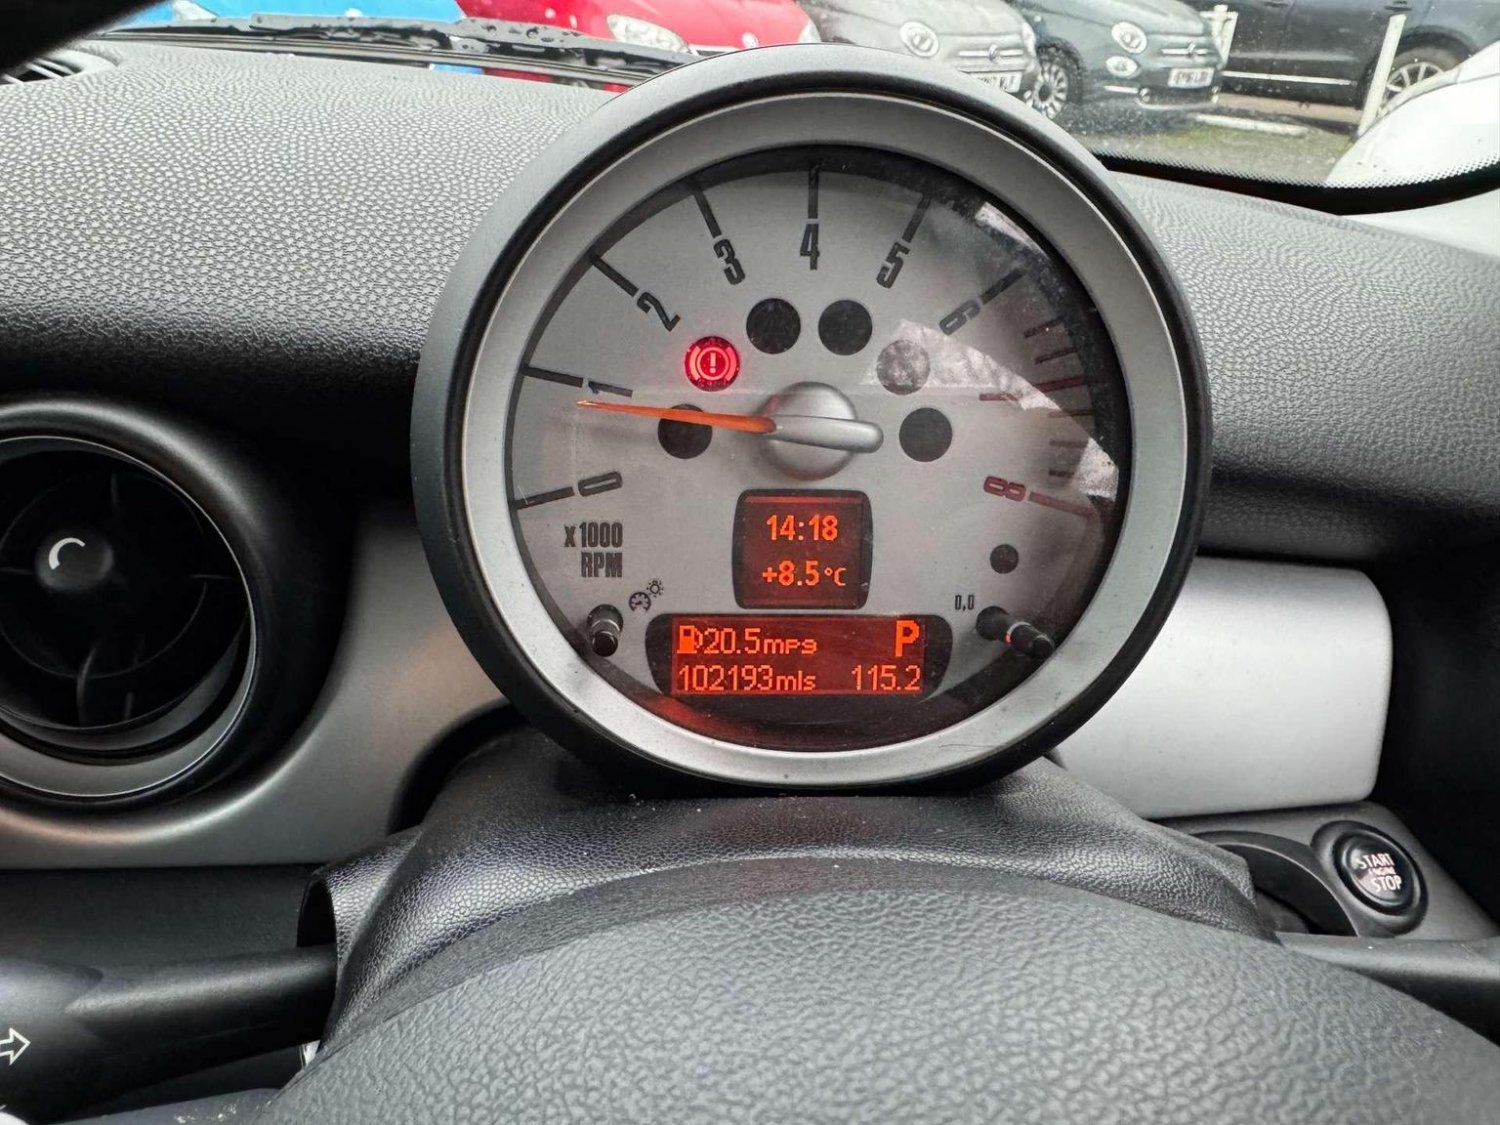 4
3
5
2
6
1
7
0
8
x1000
RPM
14:18
+8.5°C
0,0
20.5mpg
P
102193mls
115.2
START
ENGINE
STOP